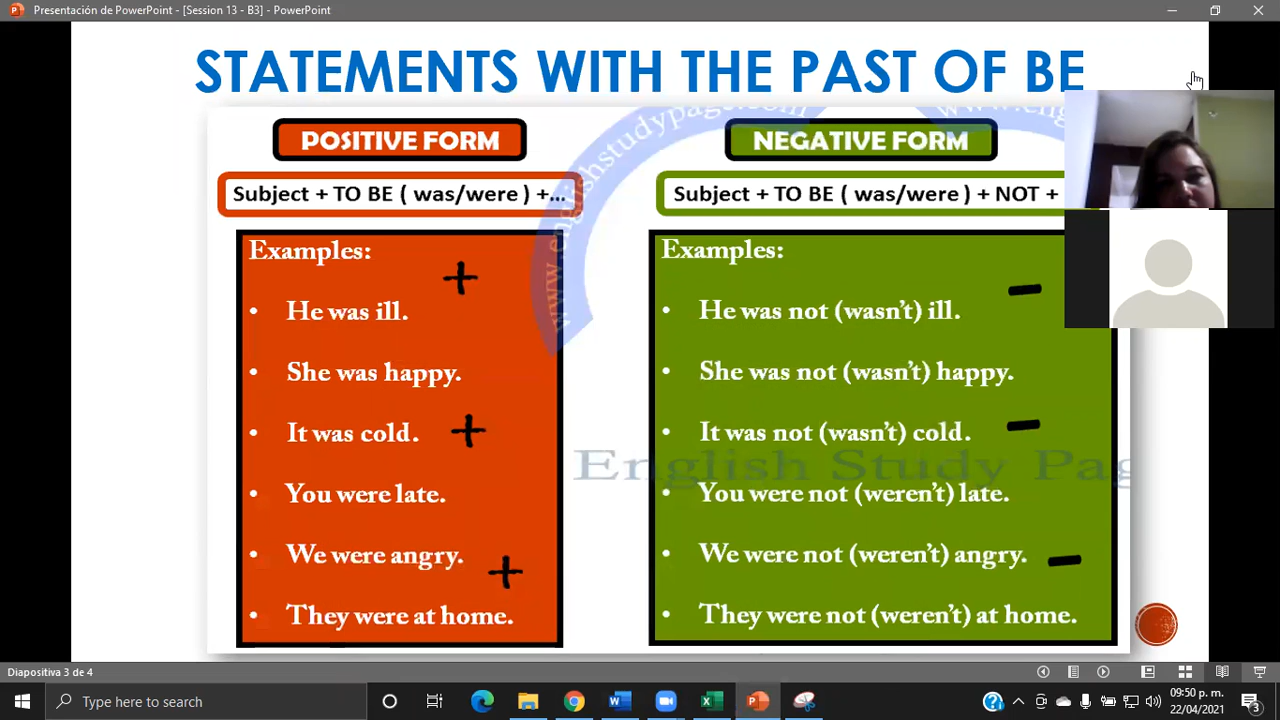 Presentación de PowerPoint - [Session 13 - B3] - PowerPoint
STATEMENTS WITH THE PAST OF BE
POSITIVE FORM
Subject + TO BE ( was/were ) +...
Examples:
+
• He was ill.
• She was happy.
• It was cold. +
• You were late.
• We were angry.
+
• They were at home.
NEGATIVE FORM
Subject + TO BE ( was/were ) + NOT +
Examples:
-
• He was not (wasn't) ill.
• She was not (wasn't) happy.
• It was not (wasn't) cold. -
• You were not (weren't) late.
• We were not (weren't) angry. -
• They were not (weren't) at home.
www.englishstudypage.com
English Study Pa
Diapositiva 3 de 4
Type here to search
09:50 p. m.
22/04/2021
3